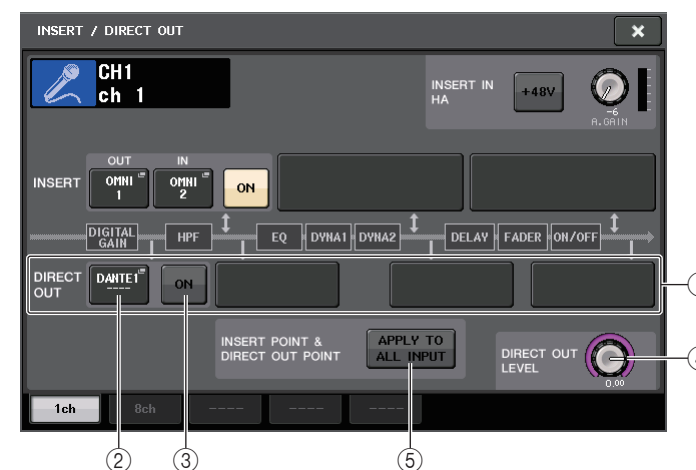 INSERT / DIRECT OUT
CH1
ch 1
INSERT IN
HA
+48V
-6
A.GAIN
OUT
IN
INSERT
OMNI
1
OMNI
2
ON
DIGITAL
GAIN
HPF
EQ
DYNA1
DYNA2
DELAY
FADER
ON/OFF
DIRECT
OUT
DANTE1
----
ON
INSERT POINT &
DIRECT OUT POINT
APPLY TO
ALL INPUT
DIRECT OUT
LEVEL
0.00
1ch
8ch
----
----
----
②
③
⑤